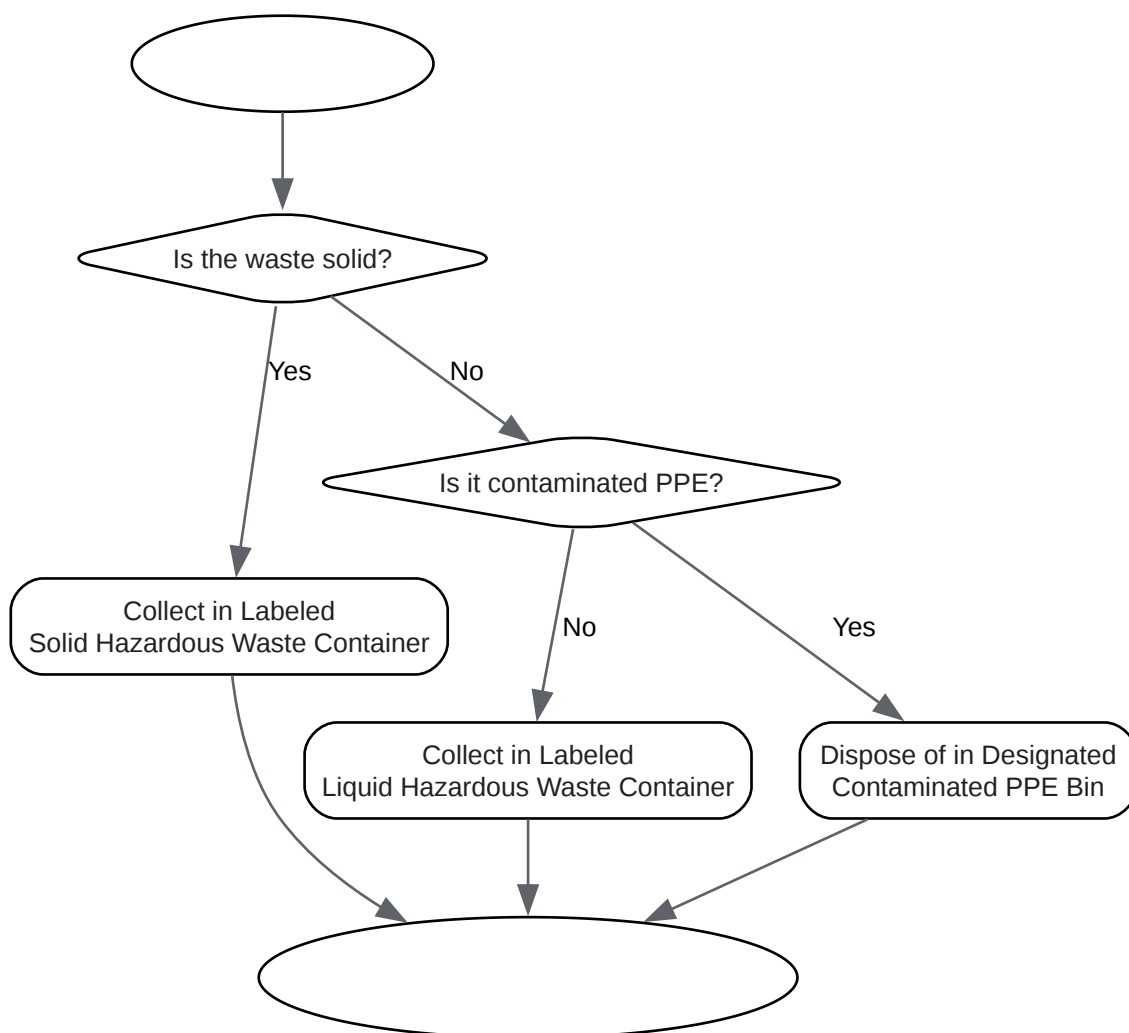 Is the waste solid?
Yes
No
Is it contaminated PPE?
Collect in Labeled
Solid Hazardous Waste Container
No
Yes
Collect in Labeled
Liquid Hazardous Waste Container
Dispose of in Designated
Contaminated PPE Bin